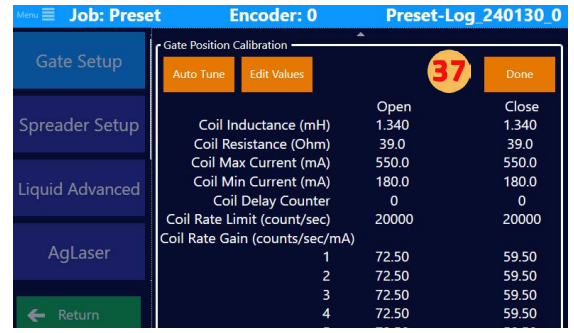 Menu Job: Preset Encoder: 0 Preset-Log_240130_0
Gate Setup
Spreader Setup
Liquid Advanced
AgLaser
Return
Gate Position Calibration
Auto Tune Edit Values 37 Done
Open Close
Coil Inductance (mH) 1.340 1.340
Coil Resistance (Ohm) 39.0 39.0
Coil Max Current (mA) 550.0 550.0
Coil Min Current (mA) 180.0 180.0
Coil Delay Counter 0 0
Coil Rate Limit (count/sec) 20000 20000
Coil Rate Gain (counts/sec/mA)
1 72.50 59.50
2 72.50 59.50
3 72.50 59.50
4 72.50 59.50